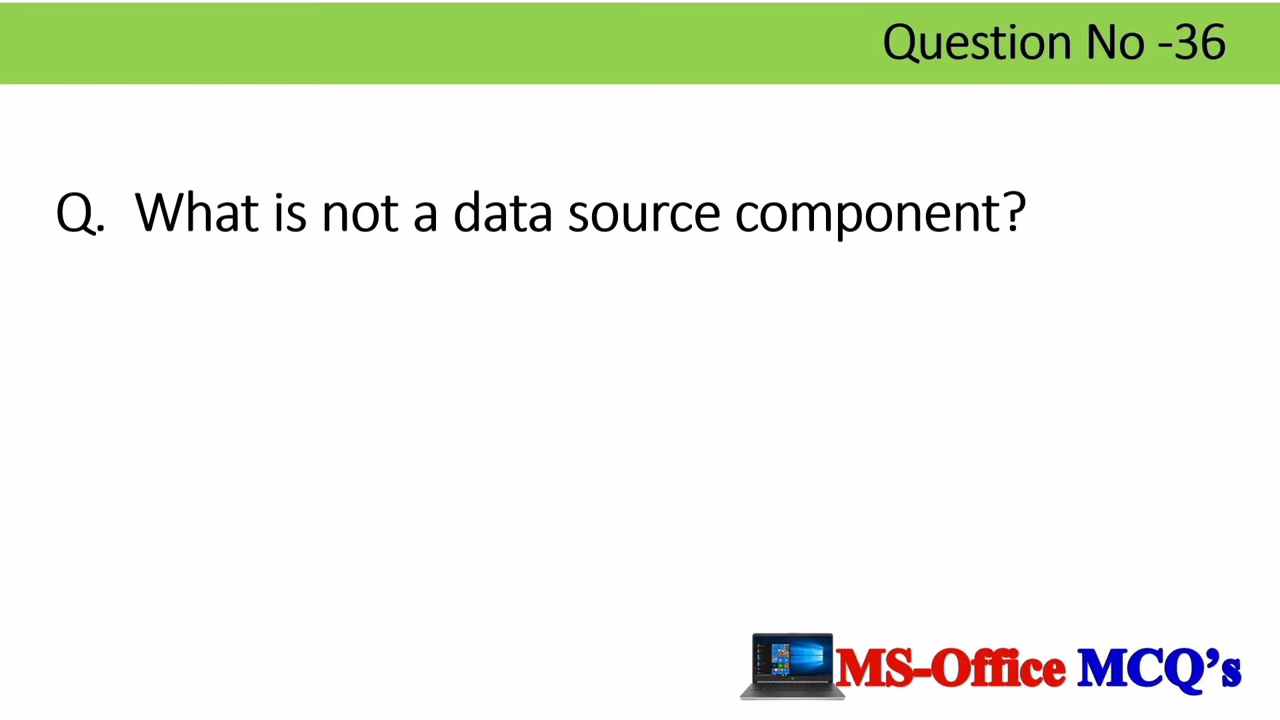 Question No -36
Q. What is not a data source component?
MS-Office MCQ's